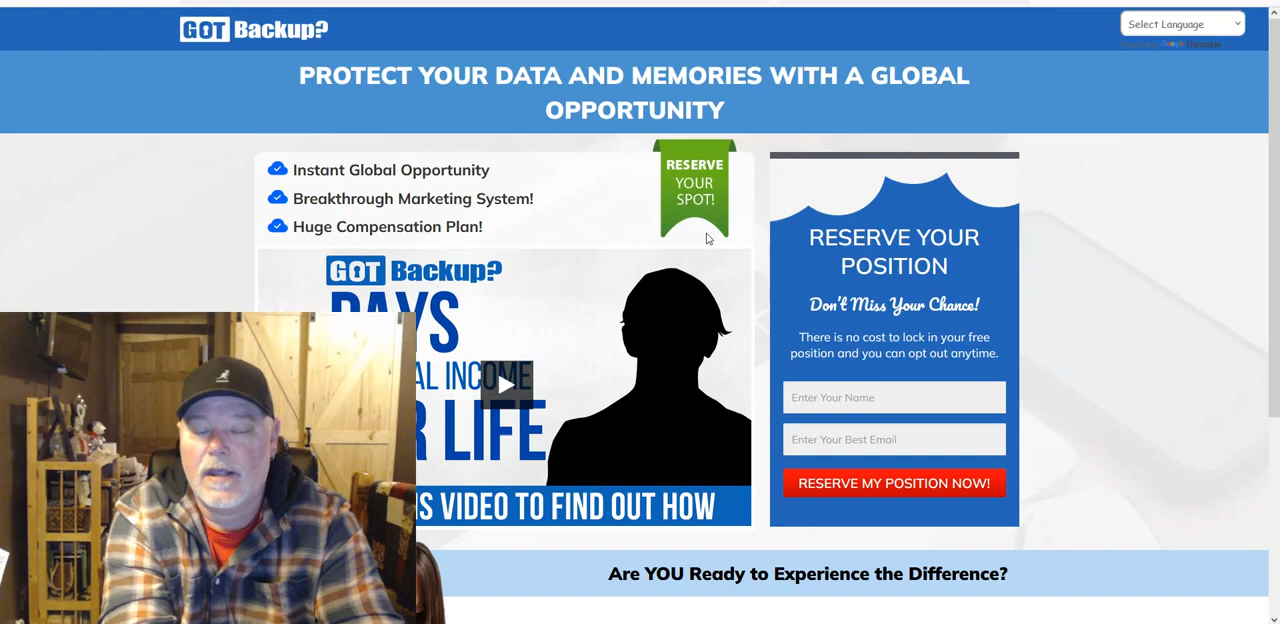 GOT Backup?
Select Language
PROTECT YOUR DATA AND MEMORIES WITH A GLOBAL
OPPORTUNITY
Instant Global Opportunity
Breakthrough Marketing System!
Huge Compensation Plan!
RESERVE
YOUR
SPOT!
GOT Backup?
DAYS
AL INCOME
R LIFE
S VIDEO TO FIND OUT HOW
RESERVE YOUR
POSITION
Don't Miss Your Chance!
There is no cost to lock in your free
position and you can opt out anytime.
Enter Your Name
Enter Your Best Email
RESERVE MY POSITION NOW!
Are YOU Ready to Experience the Difference?